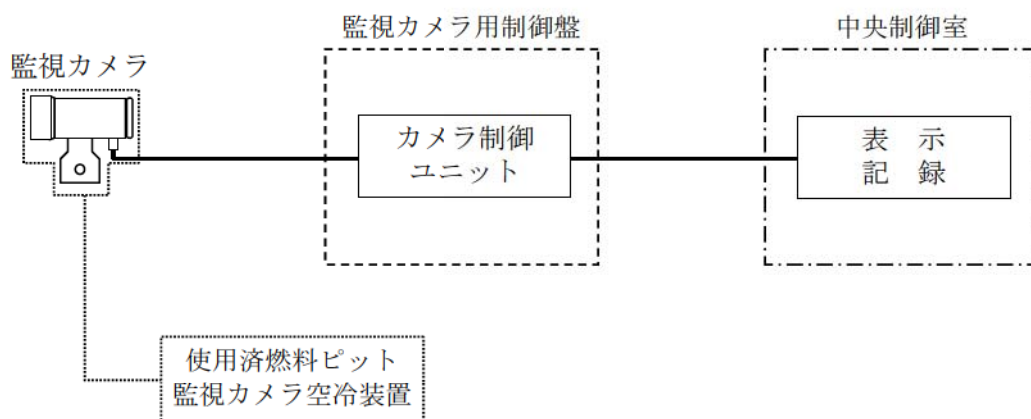 監視カメラ用制御盤
中央制御室
監視カメラ
カメラ制御
ユニット
表　示
記　録
使用済燃料ピット
監視カメラ空冷装置